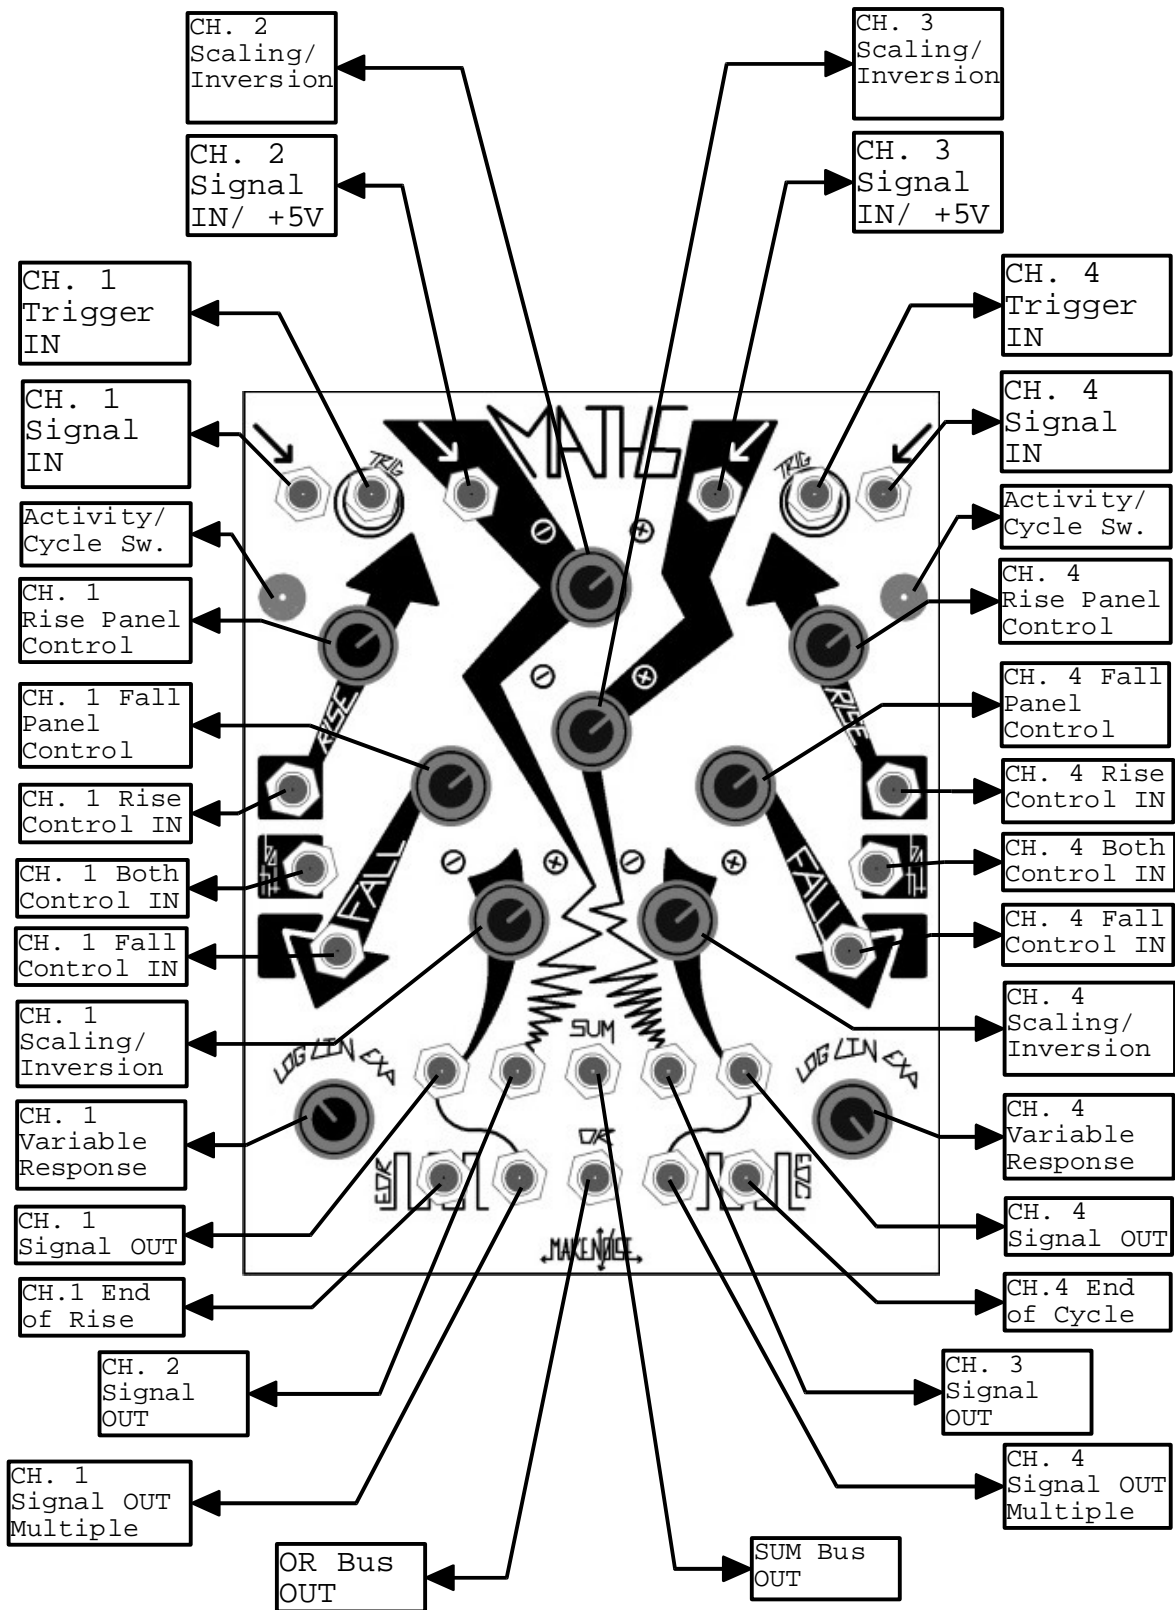 CH. 2
Scaling/
Inversion
CH. 3
Scaling/
Inversion
CH. 2
Signal
IN/ +5V
CH. 3
Signal
IN/ +5V
CH. 1
Trigger
IN
CH. 4
Trigger
IN
CH. 1
Signal
IN
CH. 4
Signal
IN
MATHS
TRIG
TRIG
Activity/
Cycle Sw.
Activity/
Cycle Sw.
CH. 1
Rise Panel
Control
CH. 4
Rise Panel
Control
RISE
RISE
CH. 1 Fall
Panel
Control
CH. 4 Fall
Panel
Control
CH. 1 Rise
Control IN
CH. 4 Rise
Control IN
CH. 1 Both
Control IN
CH. 4 Both
Control IN
FALL
FALL
CH. 1 Fall
Control IN
CH. 4 Fall
Control IN
CH. 1
Scaling/
Inversion
CH. 4
Scaling/
Inversion
SUM
LOG LIN EXP
LOG LIN EXP
CH. 1
Variable
Response
CH. 4
Variable
Response
OR
EOR
EOC
CH. 1
Signal OUT
CH. 4
Signal OUT
MAKENOISE
CH.1 End
of Rise
CH.4 End
of Cycle
CH. 2
Signal
OUT
CH. 3
Signal
OUT
CH. 1
Signal OUT
Multiple
CH. 4
Signal OUT
Multiple
OR Bus
OUT
SUM Bus
OUT